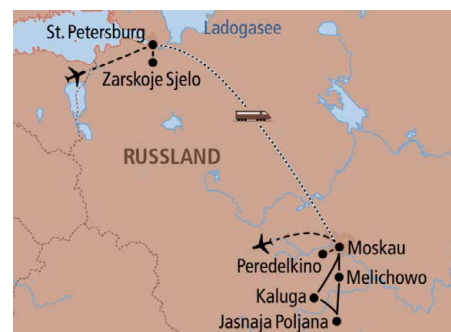 St. Petersburg
Ladogasee
Zarskoje Sjelo
RUSSLAND
Moskau
Peredelkino
Melichowo
Kaluga
Jasnaja Poljana